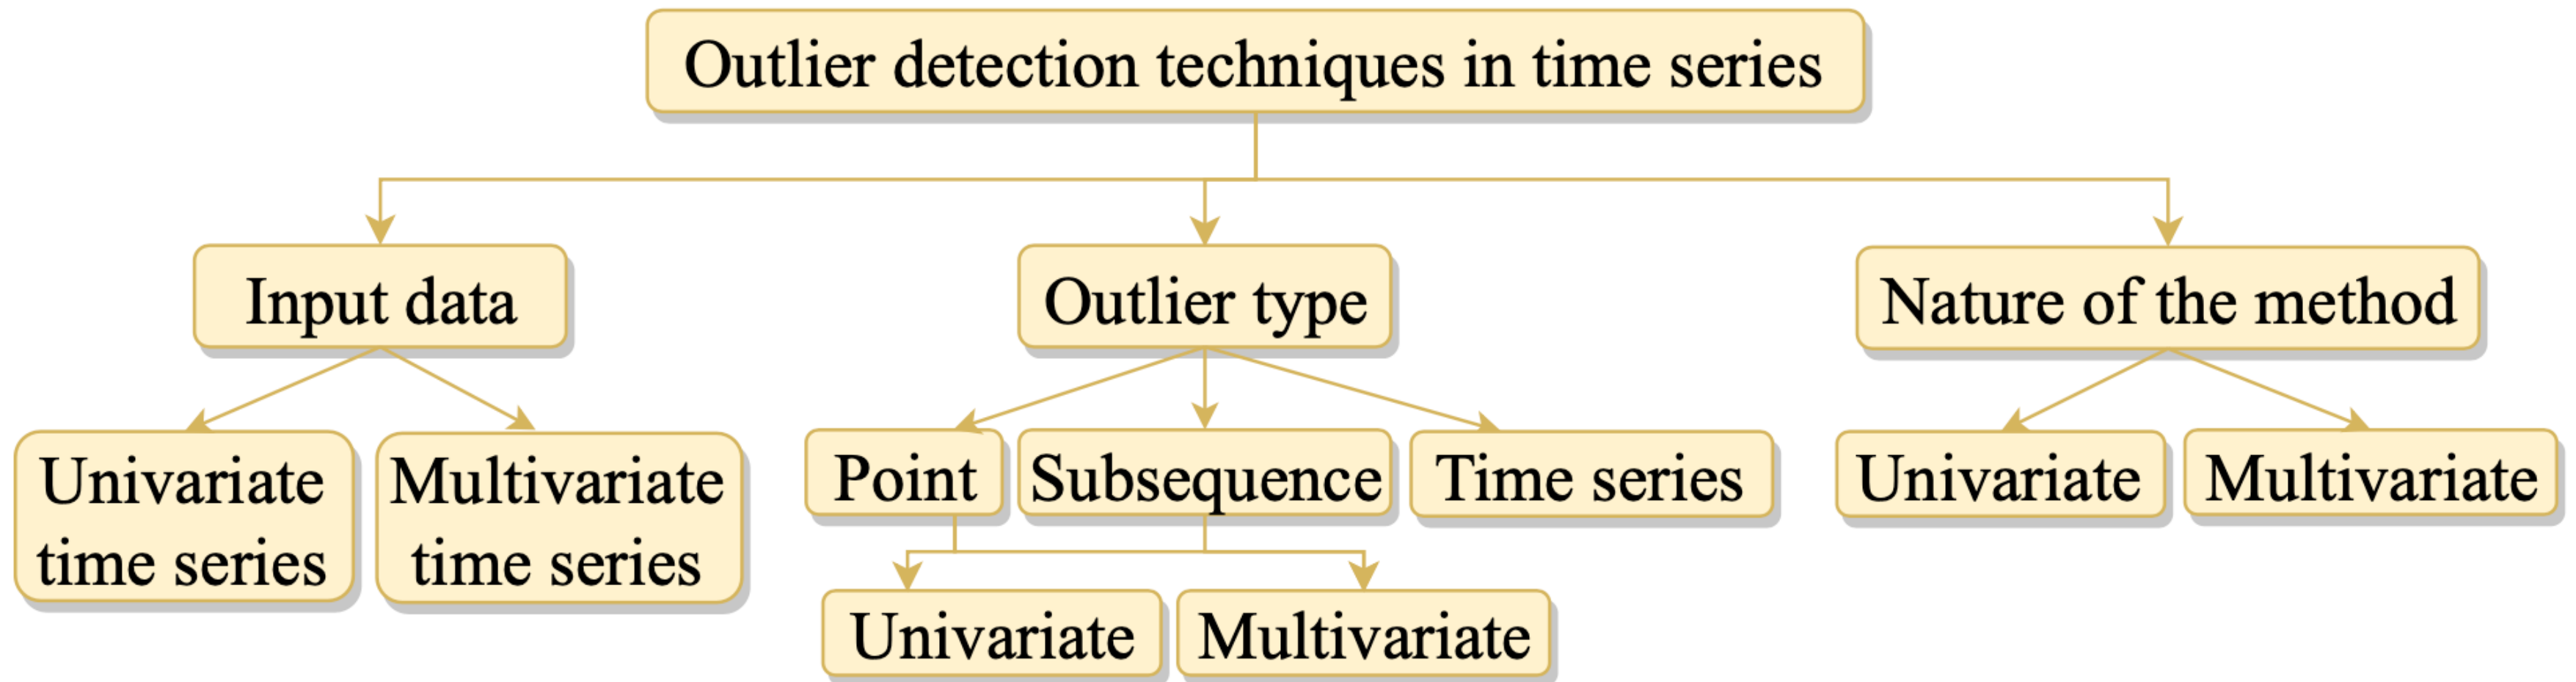 Outlier detection techniques in time series
Input data
Outlier type
Nature of the method
Univariate
time series
Multivariate
time series
Point
Subsequence
Time series
Univariate
Multivariate
Univariate
Multivariate